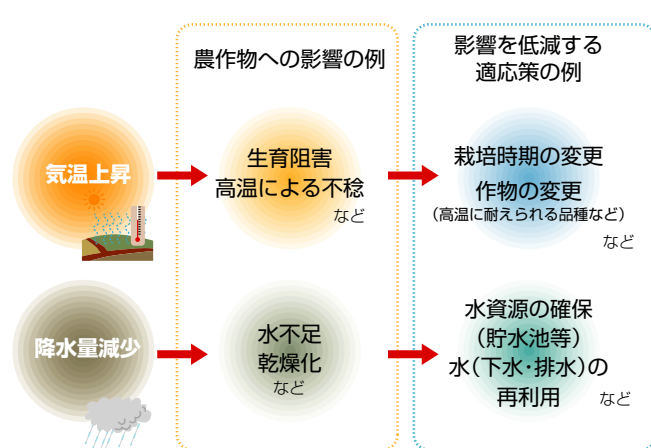 農作物への影響の例
影響を低減する
適応策の例
気温上昇
生育阻害
高温による不稔
など
栽培時期の変更
作物の変更
(高温に耐えられる品種など)
など
降水量減少
水不足
乾燥化
など
水資源の確保
(貯水池等)
水(下水・排水)の
再利用
など